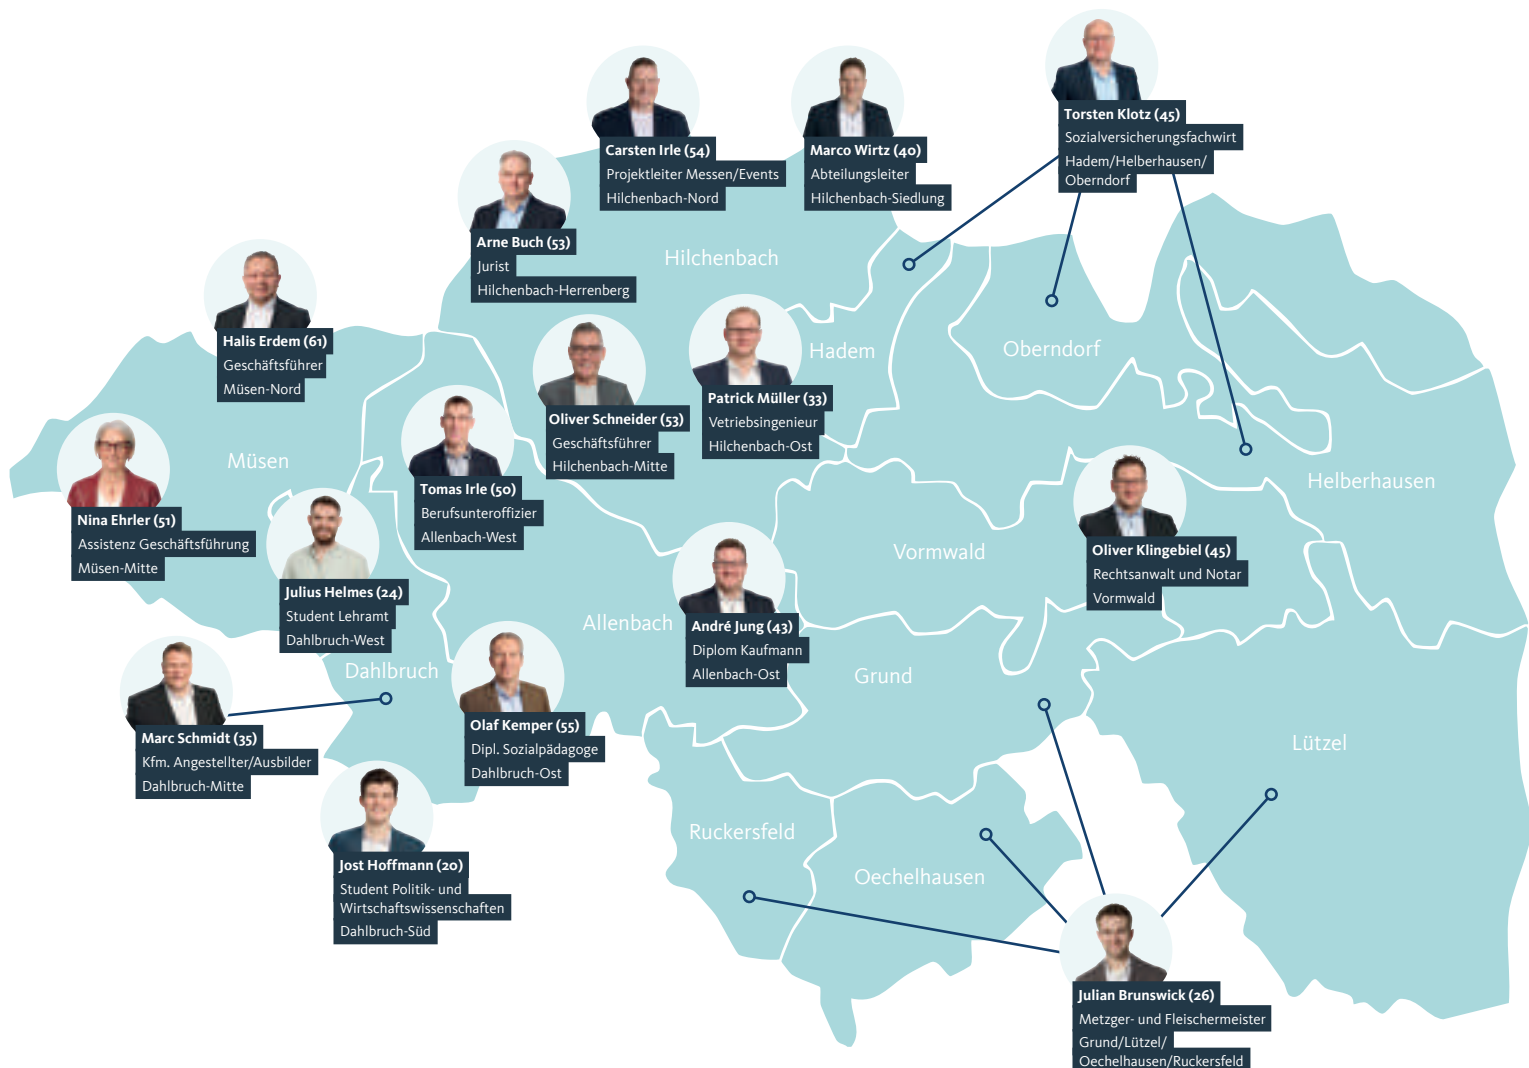 Torsten Klotz (45)
Sozialversicherungsfachwirt
Hadem/Helberhausen/
Oberndorf
Carsten Irle (54)
Projektleiter Messen/Events
Hilchenbach-Nord
Marco Wirtz (40)
Abteilungsleiter
Hilchenbach-Siedlung
Arne Buch (53)
Jurist
Hilchenbach-Herrenberg
Hilchenbach
Halis Erdem (61)
Geschäftsführer
Müsen-Nord
Hadem
Oberndorf
Oliver Schneider (53)
Geschäftsführer
Hilchenbach-Mitte
Patrick Müller (33)
Vetriebsingenieur
Hilchenbach-Ost
Müsen
Helberhausen
Tomas Irle (50)
Berufsunteroffizier
Allenbach-West
Nina Ehrler (51)
Assistenz Geschäftsführung
Müsen-Mitte
Vormwald
Oliver Klingebiel (45)
Rechtsanwalt und Notar
Vormwald
Julius Helmes (24)
Student Lehramt
Dahlbruch-West
Allenbach
André Jung (43)
Diplom Kaufmann
Allenbach-Ost
Dahlbruch
Grund
Marc Schmidt (35)
Kfm. Angestellter/Ausbilder
Dahlbruch-Mitte
Olaf Kemper (55)
Dipl. Sozialpädagoge
Dahlbruch-Ost
Lützel
Ruckersfeld
Oechelhausen
Jost Hoffmann (20)
Student Politik- und
Wirtschaftswissenschaften
Dahlbruch-Süd
Julian Brunswick (26)
Metzger- und Fleischermeister
Grund/Lützel/
Oechelhausen/Ruckersfeld